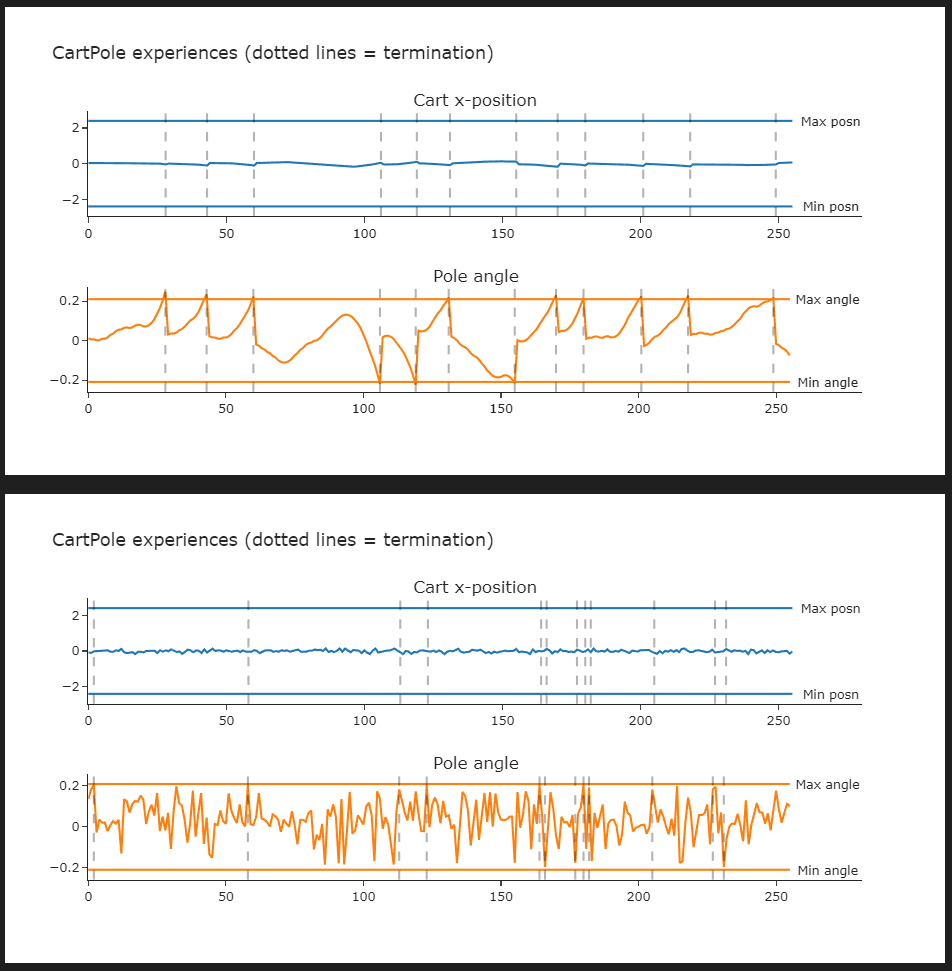 CartPole experiences (dotted lines = termination)
Cart x-position
2
Max posn
0
−2
Min posn
0 50 100 150 200 250
Pole angle
0.2
Max angle
0
−0.2
Min angle
0 50 100 150 200 250
CartPole experiences (dotted lines = termination)
Cart x-position
2
Max posn
0
−2
Min posn
0 50 100 150 200 250
Pole angle
0.2
Max angle
0
−0.2
Min angle
0 50 100 150 200 250